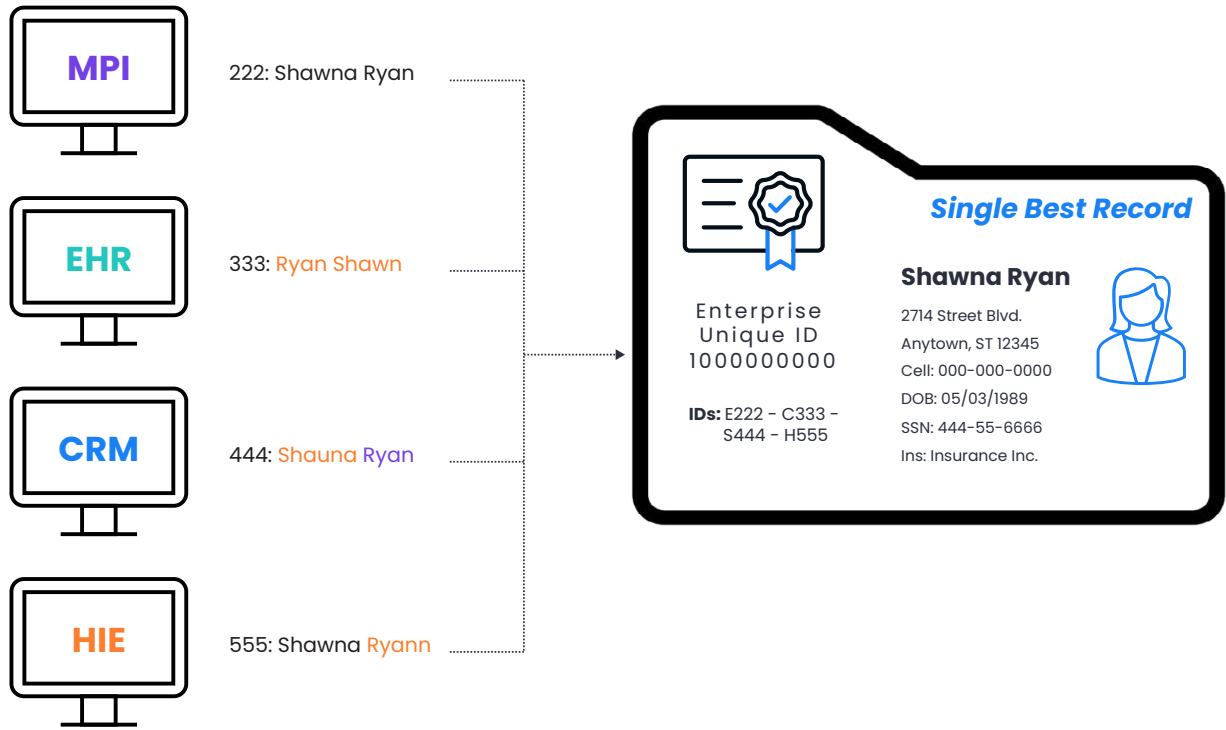 MPI
222: Shawna Ryan
EHR
333: Ryan Shawn
CRM
444: Shauna Ryan
HIE
555: Shawna Ryann
Single Best Record
Enterprise
Unique ID
1000000000
IDs: E222 - C333 -
S444 - H555
Shawna Ryan
2714 Street Blvd.
Anytown, ST 12345
Cell: 000-000-0000
DOB: 05/03/1989
SSN: 444-55-6666
Ins: Insurance Inc.